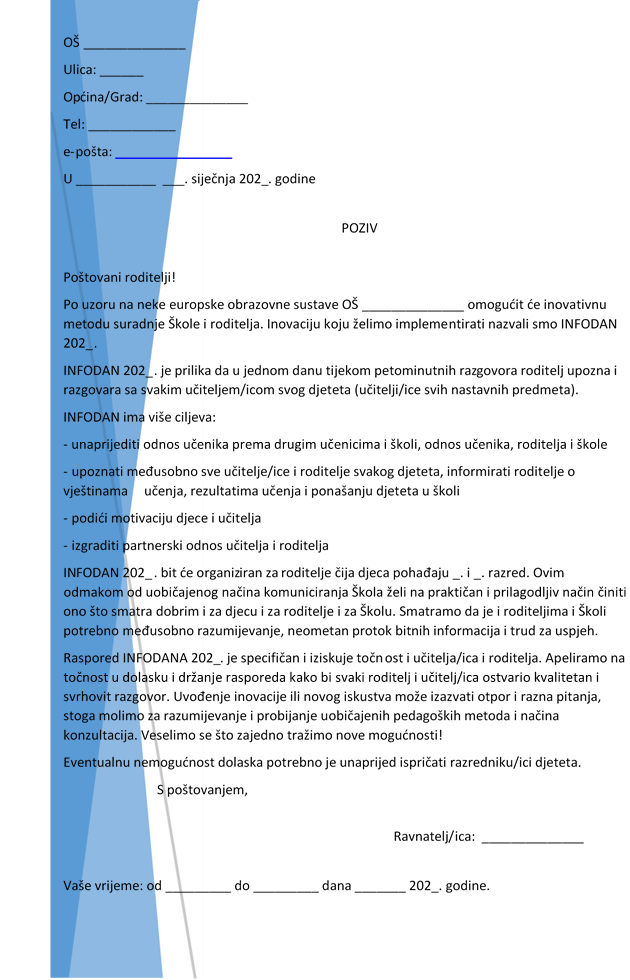 OŠ ______________
Ulica: ______
Općina/Grad: ______________
Tel: ____________
e-pošta: ________________
U ___________ ___. siječnja 202_. godine
POZIV
Poštovani roditelji!
Po uzoru na neke europske obrazovne sustave OŠ ______________ omogućit će inovativnu
metodu suradnje Škole i roditelja. Inovaciju koju želimo implementirati nazvali smo INFODAN
202_.
INFODAN 202_. je prilika da u jednom danu tijekom petominutnih razgovora roditelj upozna i
razgovara sa svakim učiteljem/icom svog djeteta (učitelji/ice svih nastavnih predmeta).
INFODAN ima više ciljeva:
- unaprijediti odnos učenika prema drugim učenicima i školi, odnos učenika, roditelja i škole
- upoznati međusobno sve učitelje/ice i roditelje svakog djeteta, informirati roditelje o
vještinama učenja, rezultatima učenja i ponašanju djeteta u školi
- podići motivaciju djece i učitelja
- izgraditi partnerski odnos učitelja i roditelja
INFODAN 202_. bit će organiziran za roditelje čija djeca pohađaju _. i _. razred. Ovim
odmakom od uobičajenog načina komuniciranja Škola želi na praktičan i prilagodljiv način činiti
ono što smatra dobrim i za djecu i za roditelje i za Školu. Smatramo da je i roditeljima i Školi
potrebno međusobno razumijevanje, neometan protok bitnih informacija i trud za uspjeh.
Raspored INFODANA 202_. je specifičan i iziskuje točnost i učitelja/ica i roditelja. Apeliramo na
točnost u dolasku i držanje rasporeda kako bi svaki roditelj i učitelj/ica ostvario kvalitetan i
svrhovit razgovor. Uvođenje inovacije ili novog iskustva može izazvati otpor i razna pitanja,
stoga molimo za razumijevanje i probijanje uobičajenih pedagoških metoda i načina
konzultacija. Veselimo se što zajedno tražimo nove mogućnosti!
Eventualnu nemogućnost dolaska potrebno je unaprijed ispričati razredniku/ici djeteta.
S poštovanjem,
Ravnatelj/ica: ______________
Vaše vrijeme: od _________ do _________ dana _______ 202_. godine.